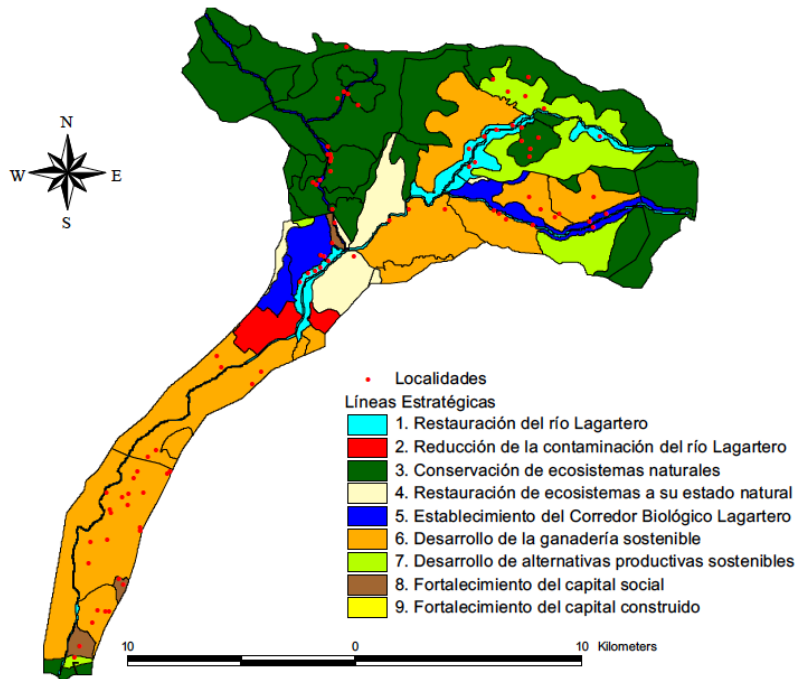 N
W E
S
Localidades
Líneas Estratégicas
1. Restauración del río Lagartero
2. Reducción de la contaminación del río Lagartero
3. Conservación de ecosistemas naturales
4. Restauración de ecosistemas a su estado natural
5. Establecimiento del Corredor Biológico Lagartero
6. Desarrollo de la ganadería sostenible
7. Desarrollo de alternativas productivas sostenibles
8. Fortalecimiento del capital social
9. Fortalecimiento del capital construido
10 0 10 Kilometers